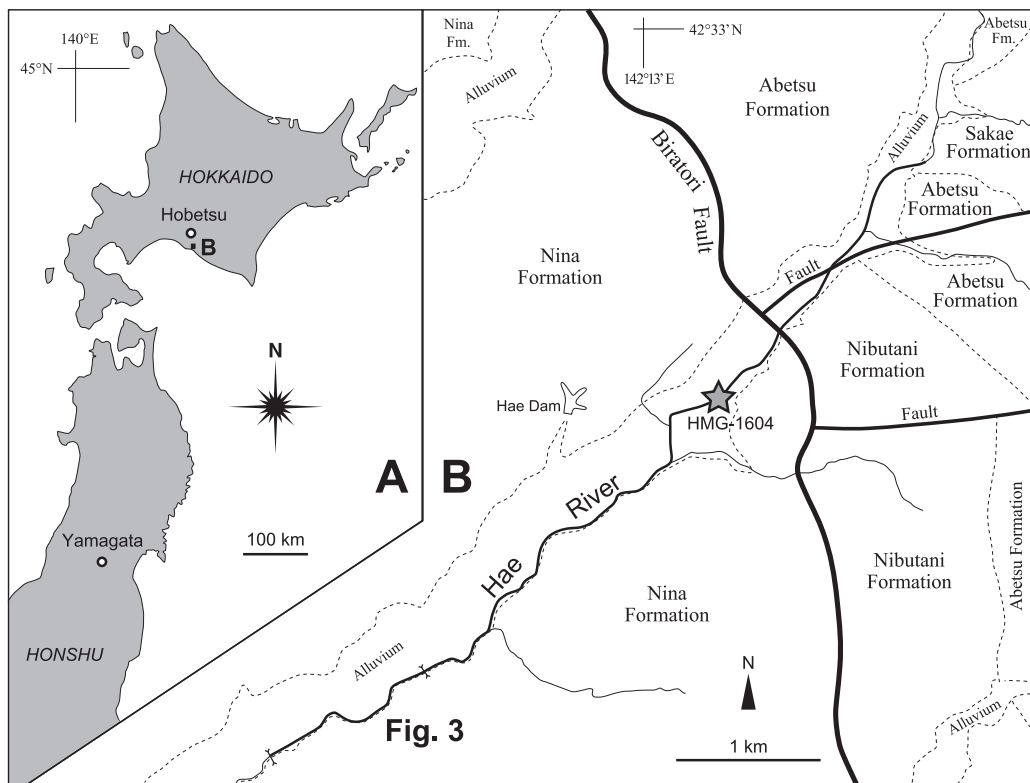 140°E
45°N
HOKKAIDO
Hobetsu
B
N
A
100 km
Yamagata
HONSHU
Nina
Fm.
Alluvium
42°33'N
142°13'E
Abetsu
Fm.
Abetsu
Formation
Alluvium
Sakae
Formation
Biratori
Fault
Abetsu
Formation
Nina
Formation
Fault
Abetsu
Formation
Nibutani
Formation
Hae Dam
HMG-1604
Fault
B
River
Hae
Abetsu Formation
Nibutani
Formation
Nina
Formation
Alluvium
N
Alluvium
Fig. 3
1 km